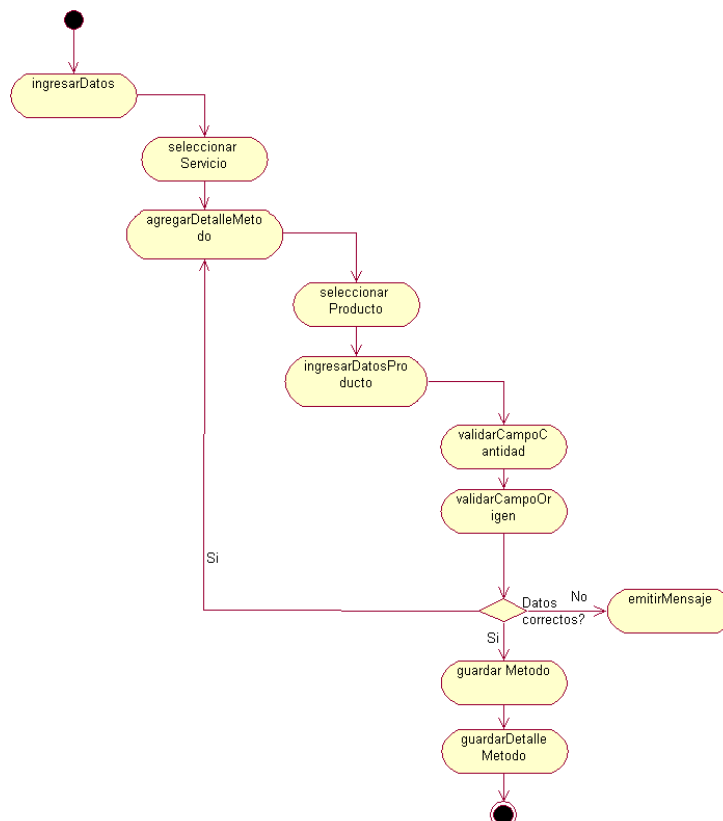 ingresarDatos
seleccionar
Servicio
agregarDetalleMeto
do
seleccionar
Producto
ingresarDatosPro
ducto
validarCampoC
antidad
validarCampoOr
igen
Si
Datos
correctos?
No
emitirMensaje
Si
guardar Metodo
guardarDetalle
Metodo